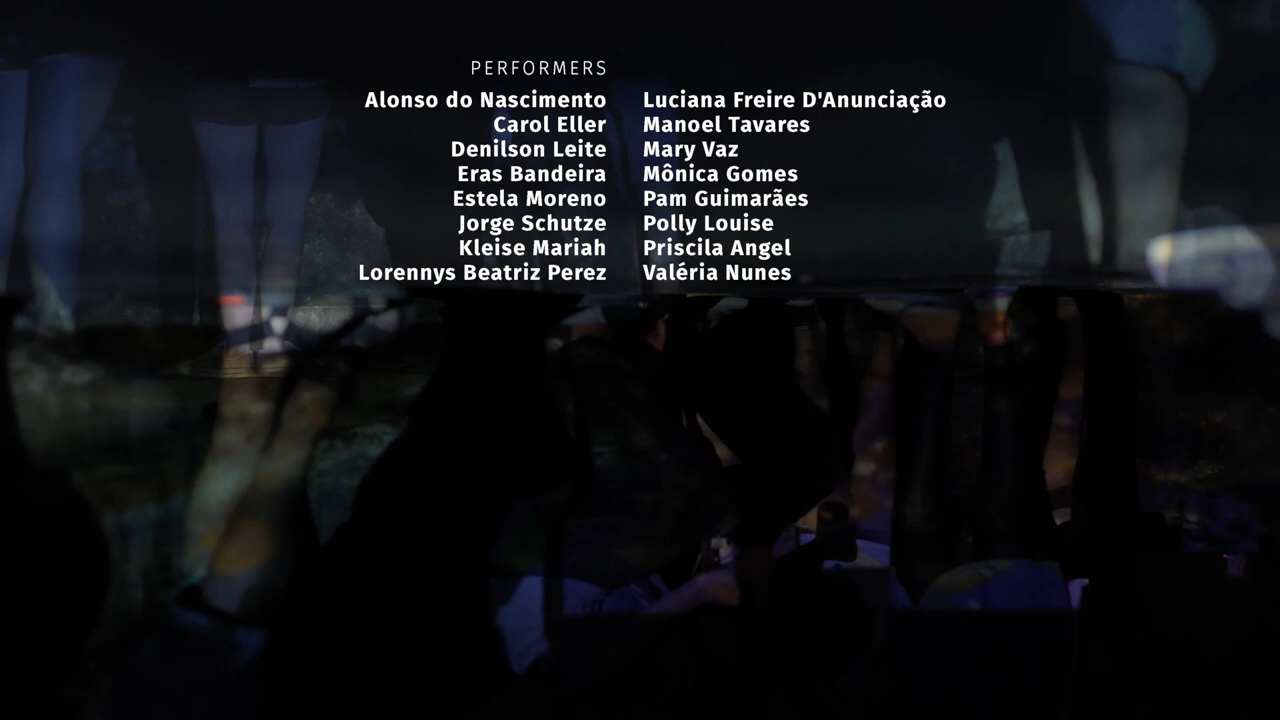 PERFORMERS
Alonso do Nascimento
Carol Eller
Denilson Leite
Eras Bandeira
Estela Moreno
Jorge Schutze
Kleise Mariah
Lorennys Beatriz Perez
Luciana Freire D'Anunciação
Manoel Tavares
Mary Vaz
Mônica Gomes
Pam Guimarães
Polly Louise
Priscila Angel
Valéria Nunes